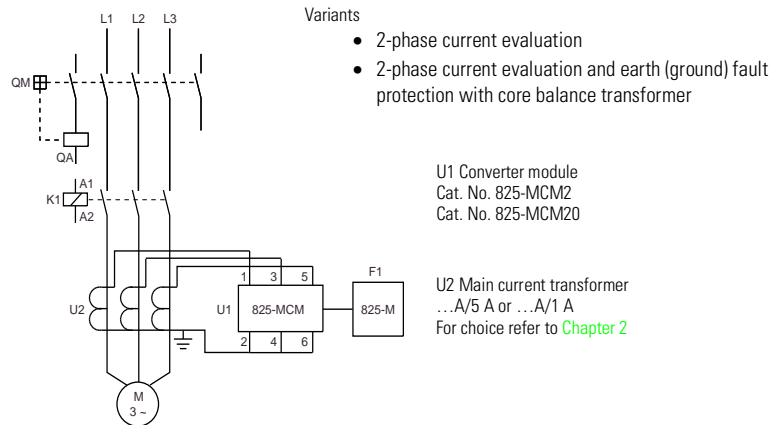 L1 L2 L3
Variants
• 2-phase current evaluation
• 2-phase current evaluation and earth (ground) fault
protection with core balance transformer
QM
QA
K1
A1
A2
U1 Converter module
Cat. No. 825-MCM2
Cat. No. 825-MCM20
1 3 5
F1
U2
U1
825-MCM
825-M
2 4 6
U2 Main current transformer
…A/5 A or …A/1 A
For choice refer to Chapter 2
M
3 ~